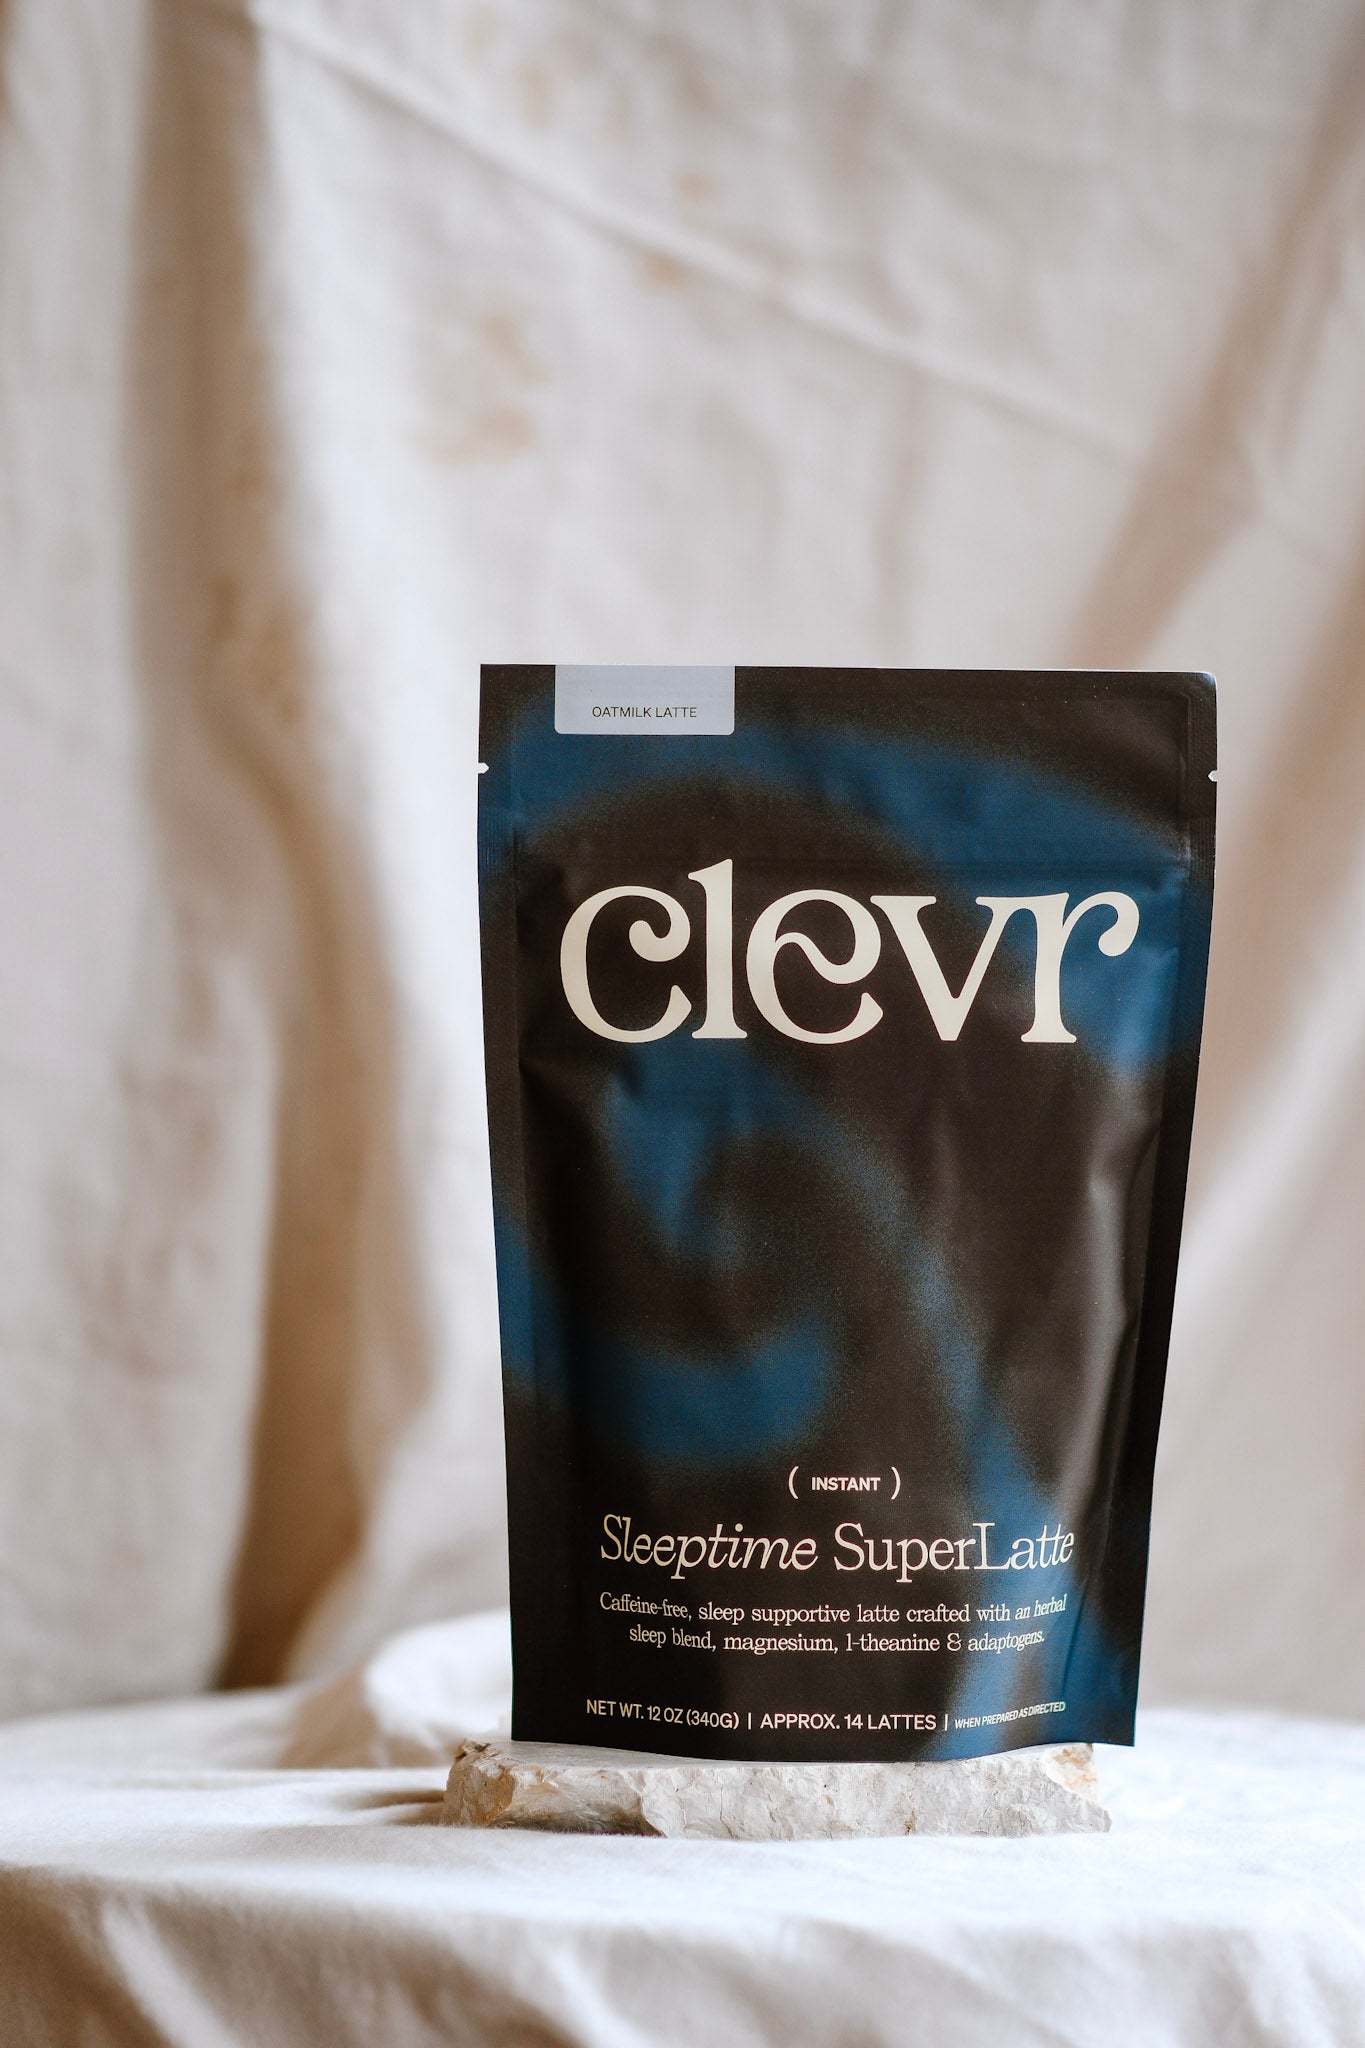 OATMILK LATTE
clevr
( INSTANT )
Sleeptime SuperLatte
Caffeine-free, sleep supportive latte crafted with an herbal
sleep blend, magnesium, l-theanine & adaptogens.
NET WT. 12 OZ (340G) | APPROX. 14 LATTES | WHEN PREPARED AS DIRECTED